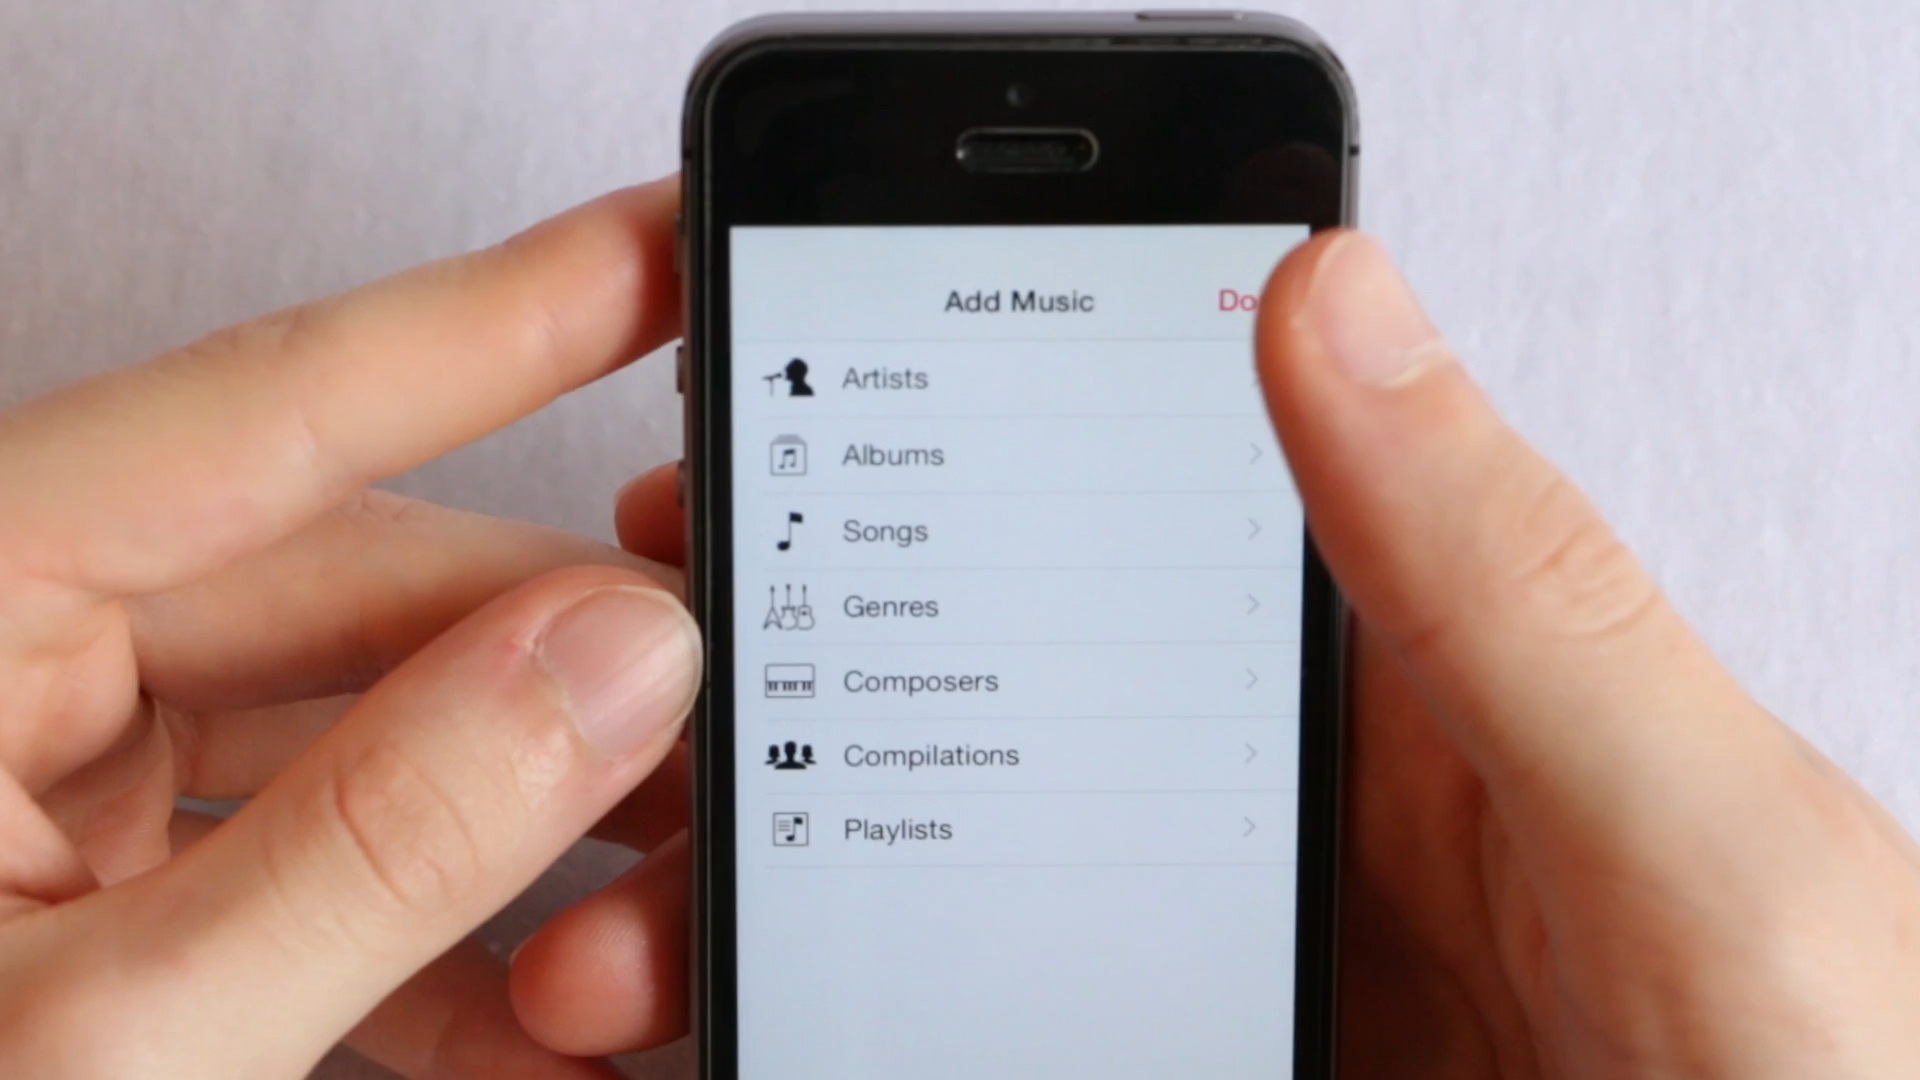 Add Music Do
Artists
Albums
Songs
Genres
Composers
Compilations
Playlists